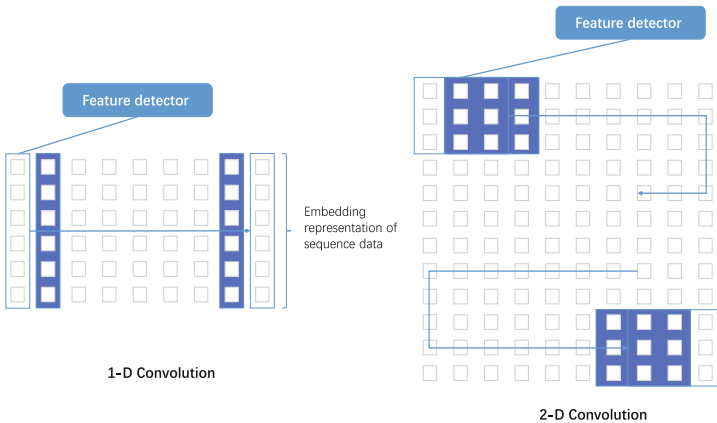 Feature detector
Feature detector
Embedding
representation of
sequence data
1-D Convolution
2-D Convolution